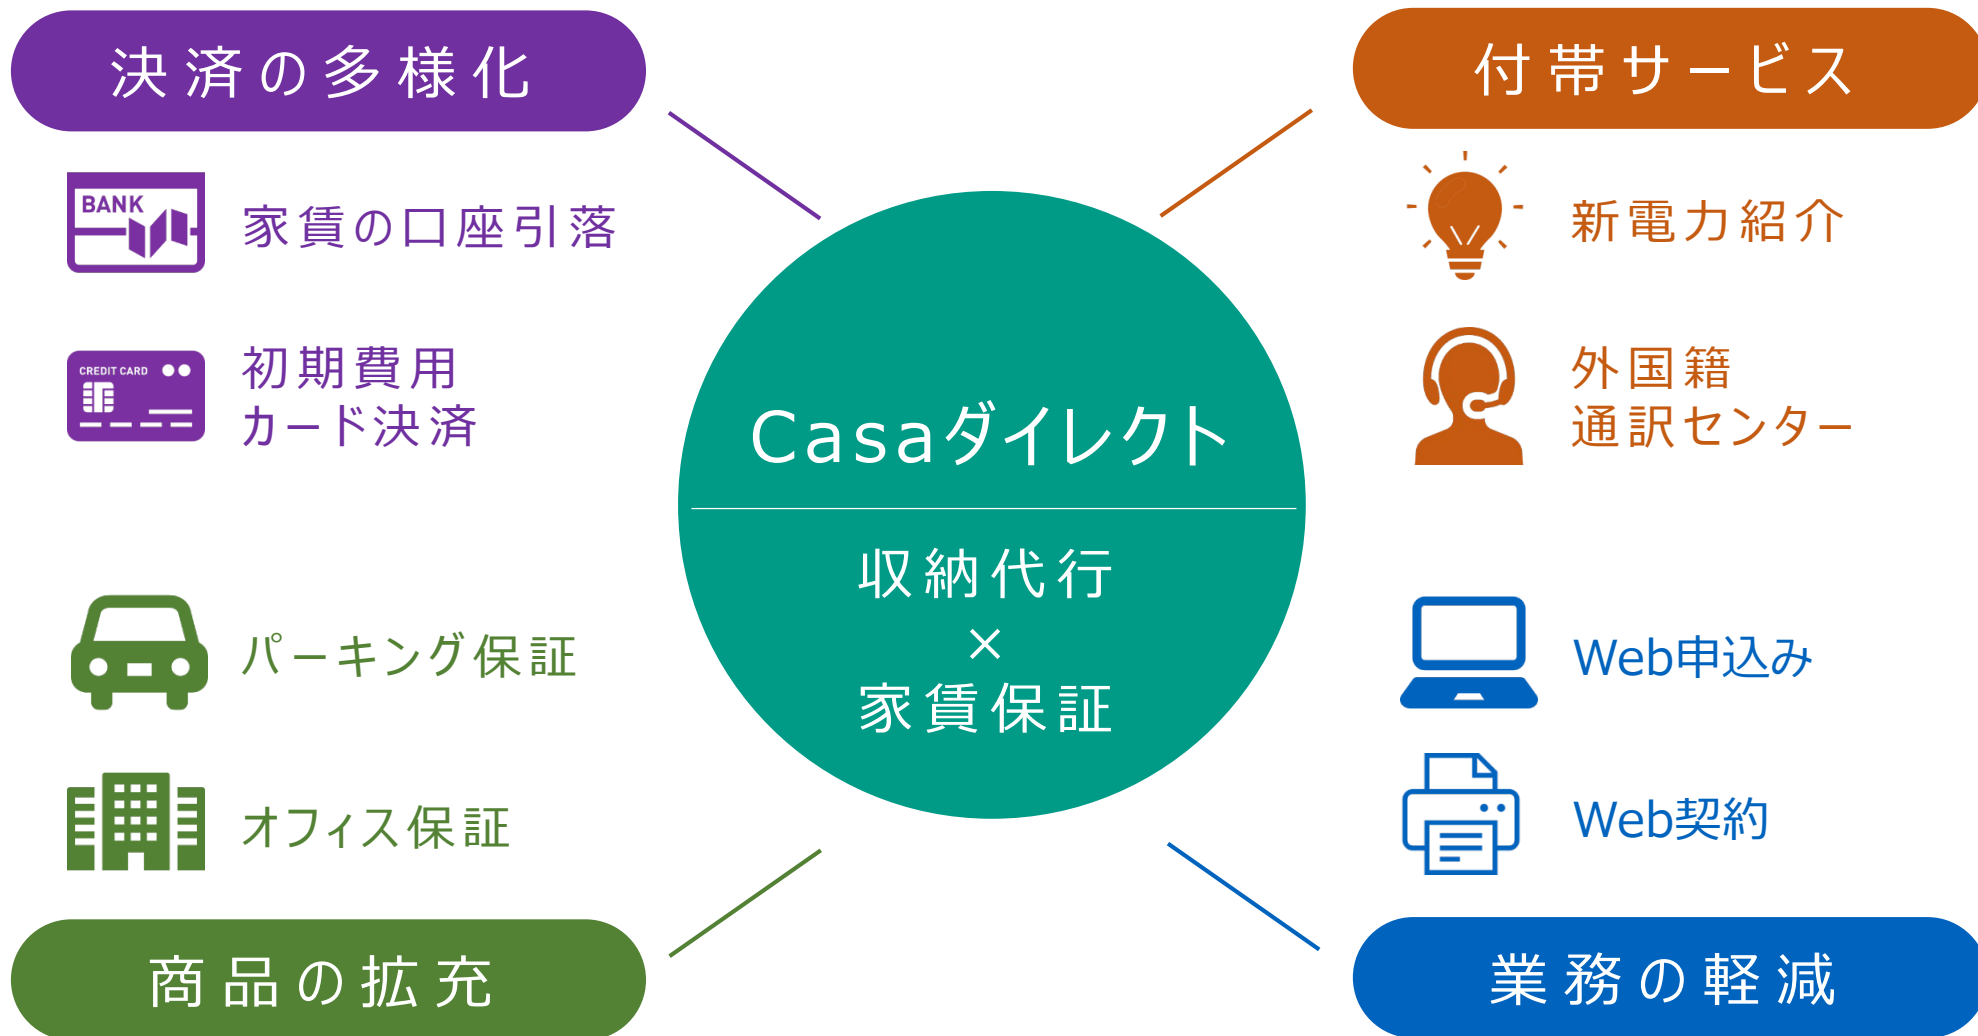 決済の多様化
BANK
家賃の口座引落
CREDIT CARD
初期費用
カード決済
付帯サービス
新電力紹介
外国籍
通訳センター
Casaダイレクト
収納代行
×
家賃保証
パーキング保証
オフィス保証
商品の拡充
Web申込み
Web契約
業務の軽減